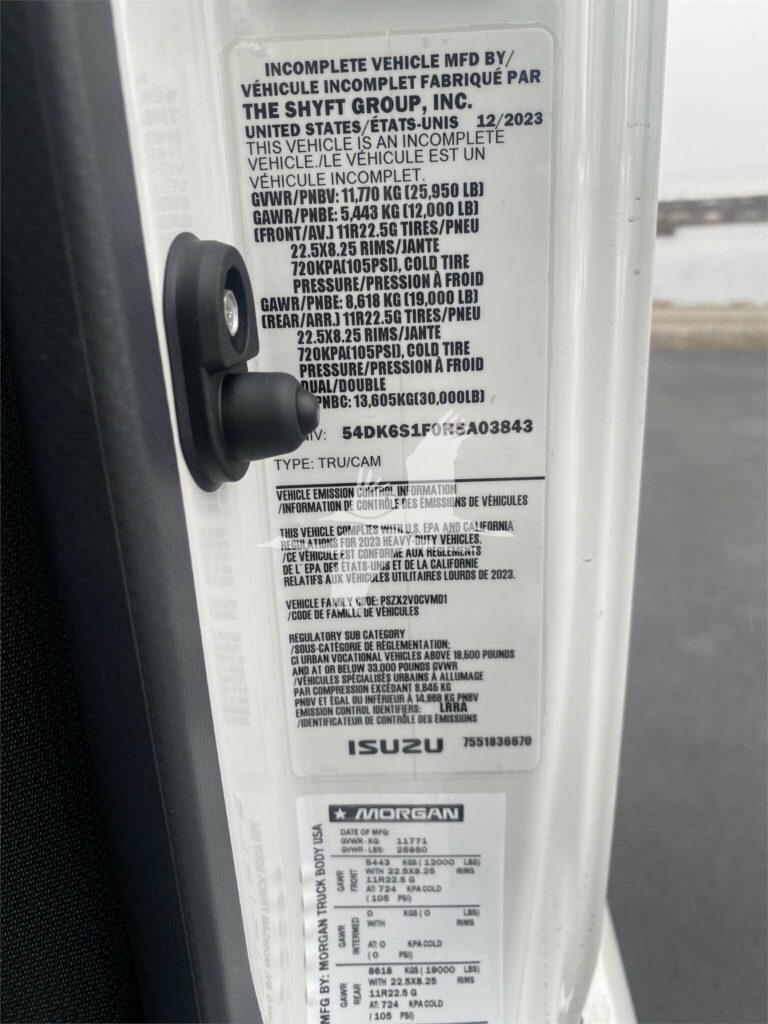 INCOMPLETE VEHICLE MFD BY/
VÉHICULE INCOMPLET FABRIQUÉ PAR
THE SHYFT GROUP, INC.
UNITED STATES/ÉTATS-UNIS 12/2023
THIS VEHICLE IS AN INCOMPLETE
VEHICLE./LE VÉHICULE EST UN
VÉHICULE INCOMPLET.
GVWR/PNBV: 11,770 KG (25,950 LB)
GAWR/PNBE: 5,443 KG (12,000 LB)
(FRONT/AV.) 11R22.5G TIRES/PNEU
22.5X8.25 RIMS/JANTE
720KPA(105PSI), COLD TIRE
PRESSURE/PRESSION À FROID
GAWR/PNBE: 8,618 KG (19,000 LB)
(REAR/ARR.) 11R22.5G TIRES/PNEU
22.5X8.25 RIMS/JANTE
720KPA(105PSI), COLD TIRE
PRESSURE/PRESSION À FROID
DUAL/DOUBLE
PNBC: 13,605KG(30,000LB)
54DK6S1F0RSA03843
TYPE: TRU/CAM
VEHICLE EMISSION CONTROL INFORMATION
/INFORMATION DE CONTRÔLE DES ÉMISSIONS DE VÉHICULES
THIS VEHICLE COMPLIES WITH U.S. EPA AND CALIFORNIA
REGULATIONS FOR 2023 HEAVY-DUTY VEHICLES.
/CE VÉHICULE EST CONFORME AUX RÈGLEMENTS
DE L'EPA DES ÉTATS-UNIS ET DE LA CALIFORNIE
RELATIFS AUX VÉHICULES UTILITAIRES LOURDS DE 2023.
VEHICLE FAMILY CODE: PSZX2VOCVMD1
/CODE DE FAMILLE DE VÉHICULES
REGULATORY SUB CATEGORY
/SOUS-CATÉGORIE DE RÉGLEMENTATION:
CI URBAN VOCATIONAL VEHICLES ABOVE 19,500 POUNDS
AND AT OR BELOW 33,000 POUNDS GVWR
/VÉHICULES SPÉCIALISÉS URBAINS À ALLUMAGE
PAR COMPRESSION EXCÉDANT 8,845 KG
PNBV ET ÉGAL OU INFÉRIEUR À 14,968 KG PNBV
EMISSION CONTROL IDENTIFIERS: LRRA
/IDENTIFICATEUR DE CONTRÔLE DES ÉMISSIONS
ISUZU 7551836670
MORGAN
MFG BY: MORGAN TRUCK BODY USA
DATE OF MFG:
GVWR - KG: 11771
GVWR - LBS: 25950
GAWR FRONT
5443 KGS ( 12000 LBS)
WITH 22.5X8.25 RIMS
11R22.5 G
AT: 724 KPA COLD
( 105 PSI)
GAWR INTERMED
0 KGS ( 0 LBS)
WITH RIMS
AT: 0 KPA COLD
( 0 PSI)
GAWR REAR
8618 KGS ( 19000 LBS)
WITH 22.5X8.25 RIMS
11R22.5 G
AT: 724 KPA COLD
( 105 PSI)